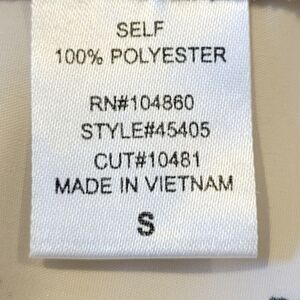 SELF
100% POLYESTER
RN#104860
STYLE#45405
CUT#10481
MADE IN VIETNAM
S